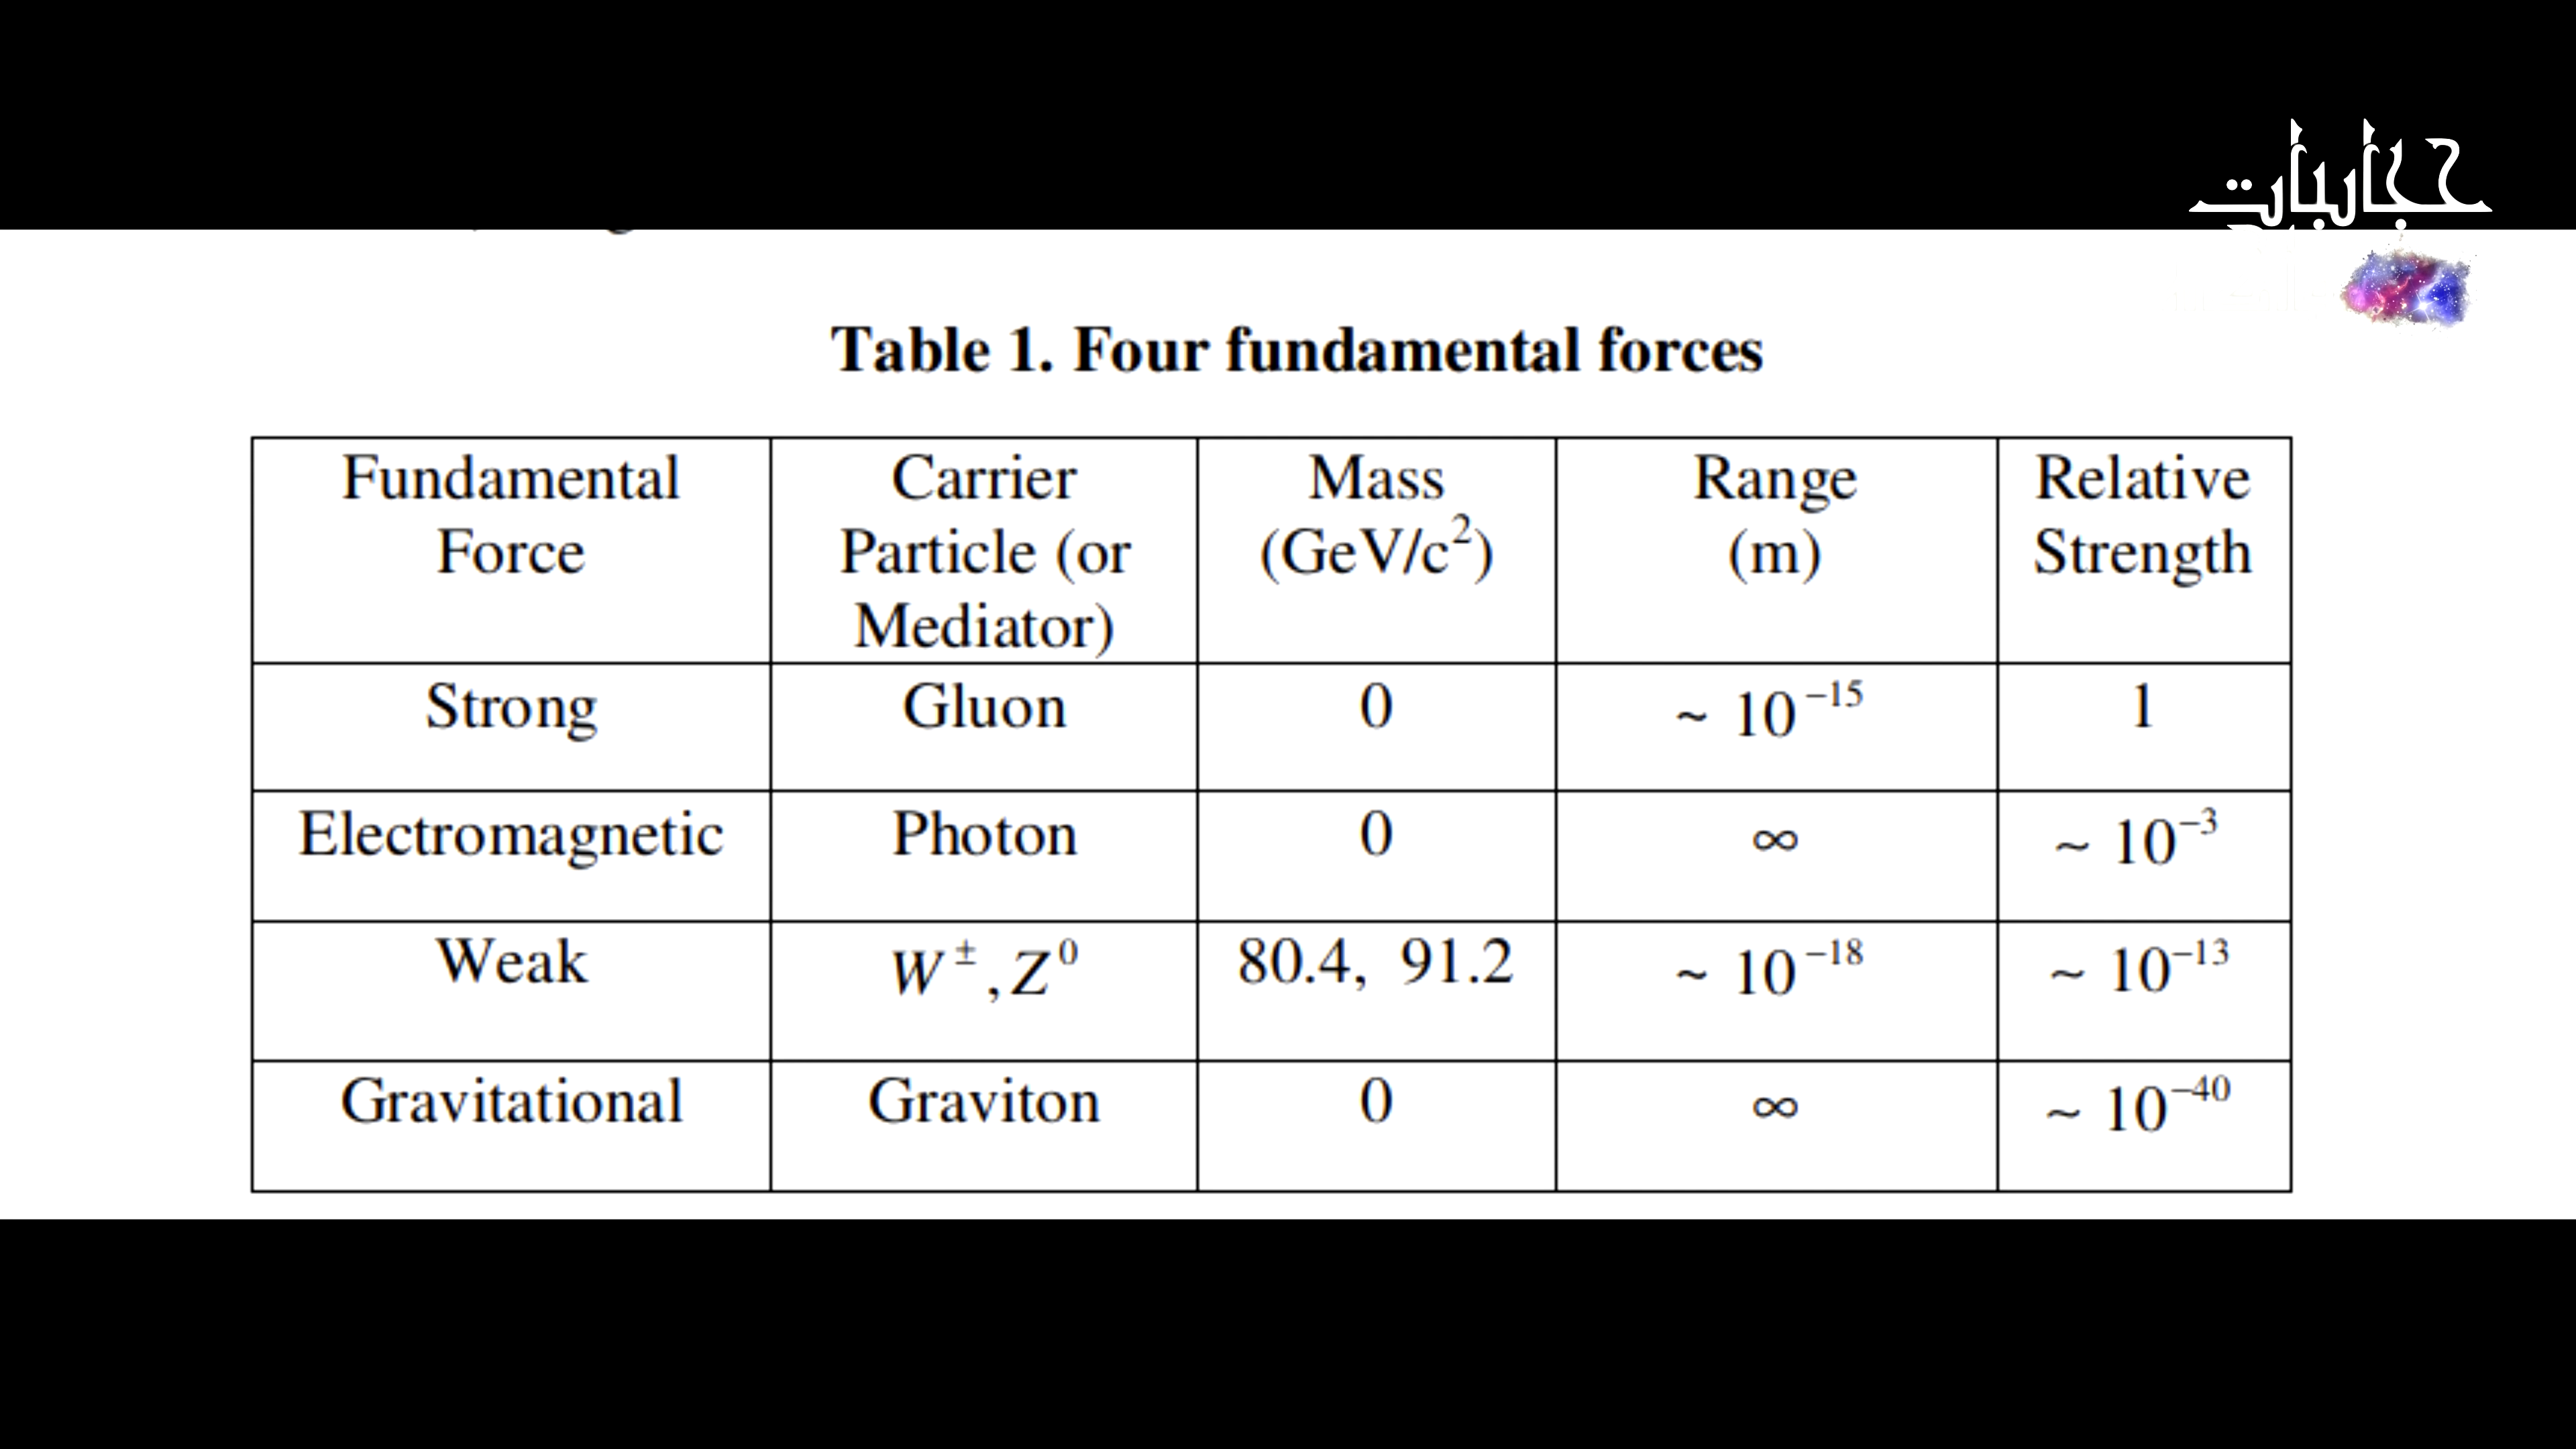 Table 1. Four fundamental forces
Fundamental Force Carrier Particle (or Mediator) Mass (GeV/c²) Range (m) Relative Strength
Strong Gluon 0 ~ 10⁻¹⁵ 1
Electromagnetic Photon 0 ∞ ~ 10⁻³
Weak W±, Z⁰ 80.4, 91.2 ~ 10⁻¹⁸ ~ 10⁻¹³
Gravitational Graviton 0 ∞ ~ 10⁻⁴⁰